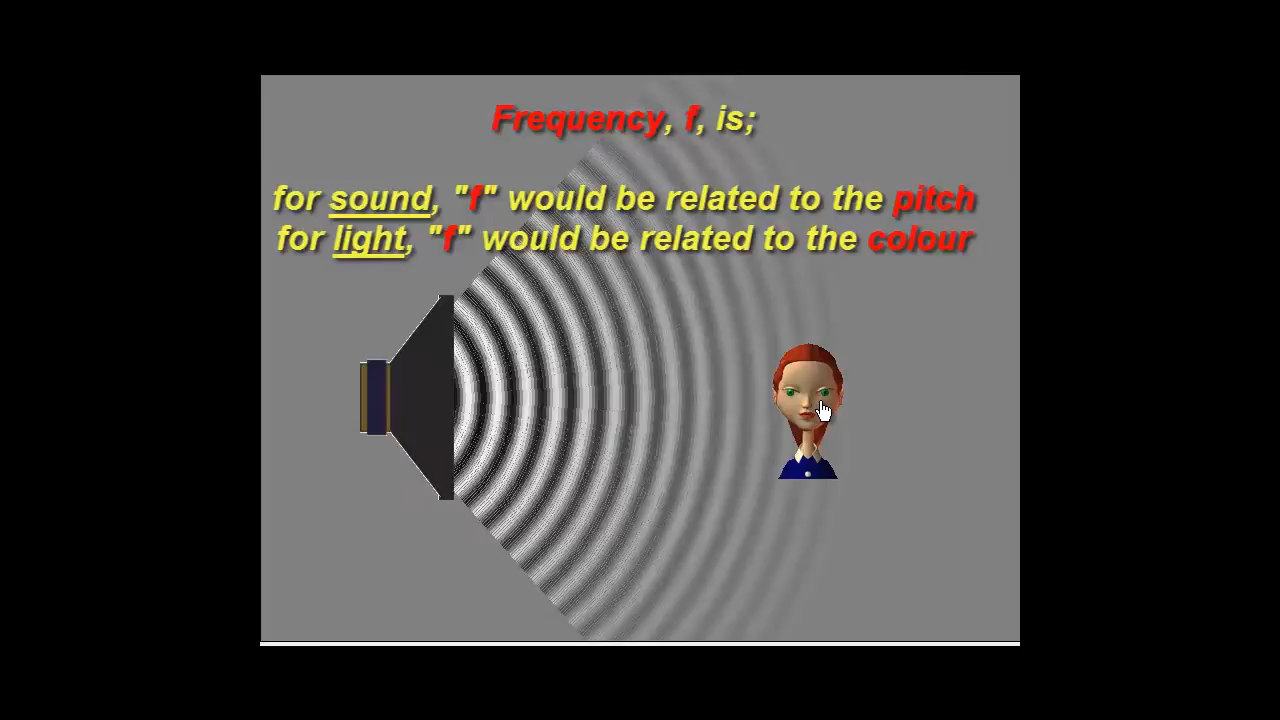 Frequency, f, is;
for sound, "f" would be related to the pitch
for light, "f" would be related to the colour